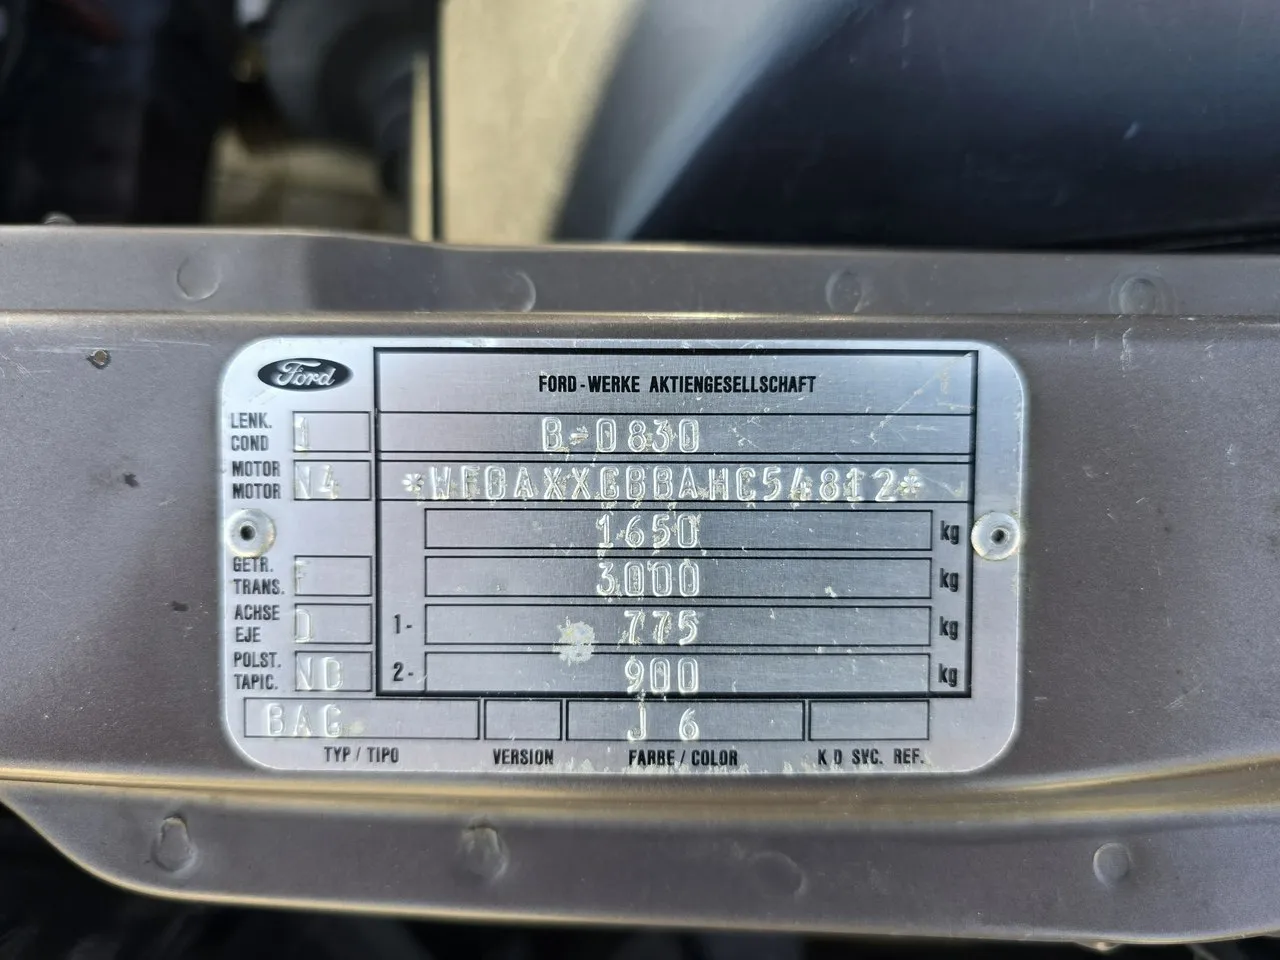 Ford
FORD-WERKE AKTIENGESELLSCHAFT
LENK.
COND
1
B-0830
MOTOR
MOTOR
N4
*WF0AXXGBBAHC54812*
1650 kg
GETR.
TRANS.
F
3000 kg
ACHSE
EJE
D
1- 775 kg
POLST.
TAPIC.
2- 900 kg
J 6
TYP / TIPO
VERSION
FARBE / COLOR
K D SVC. REF.